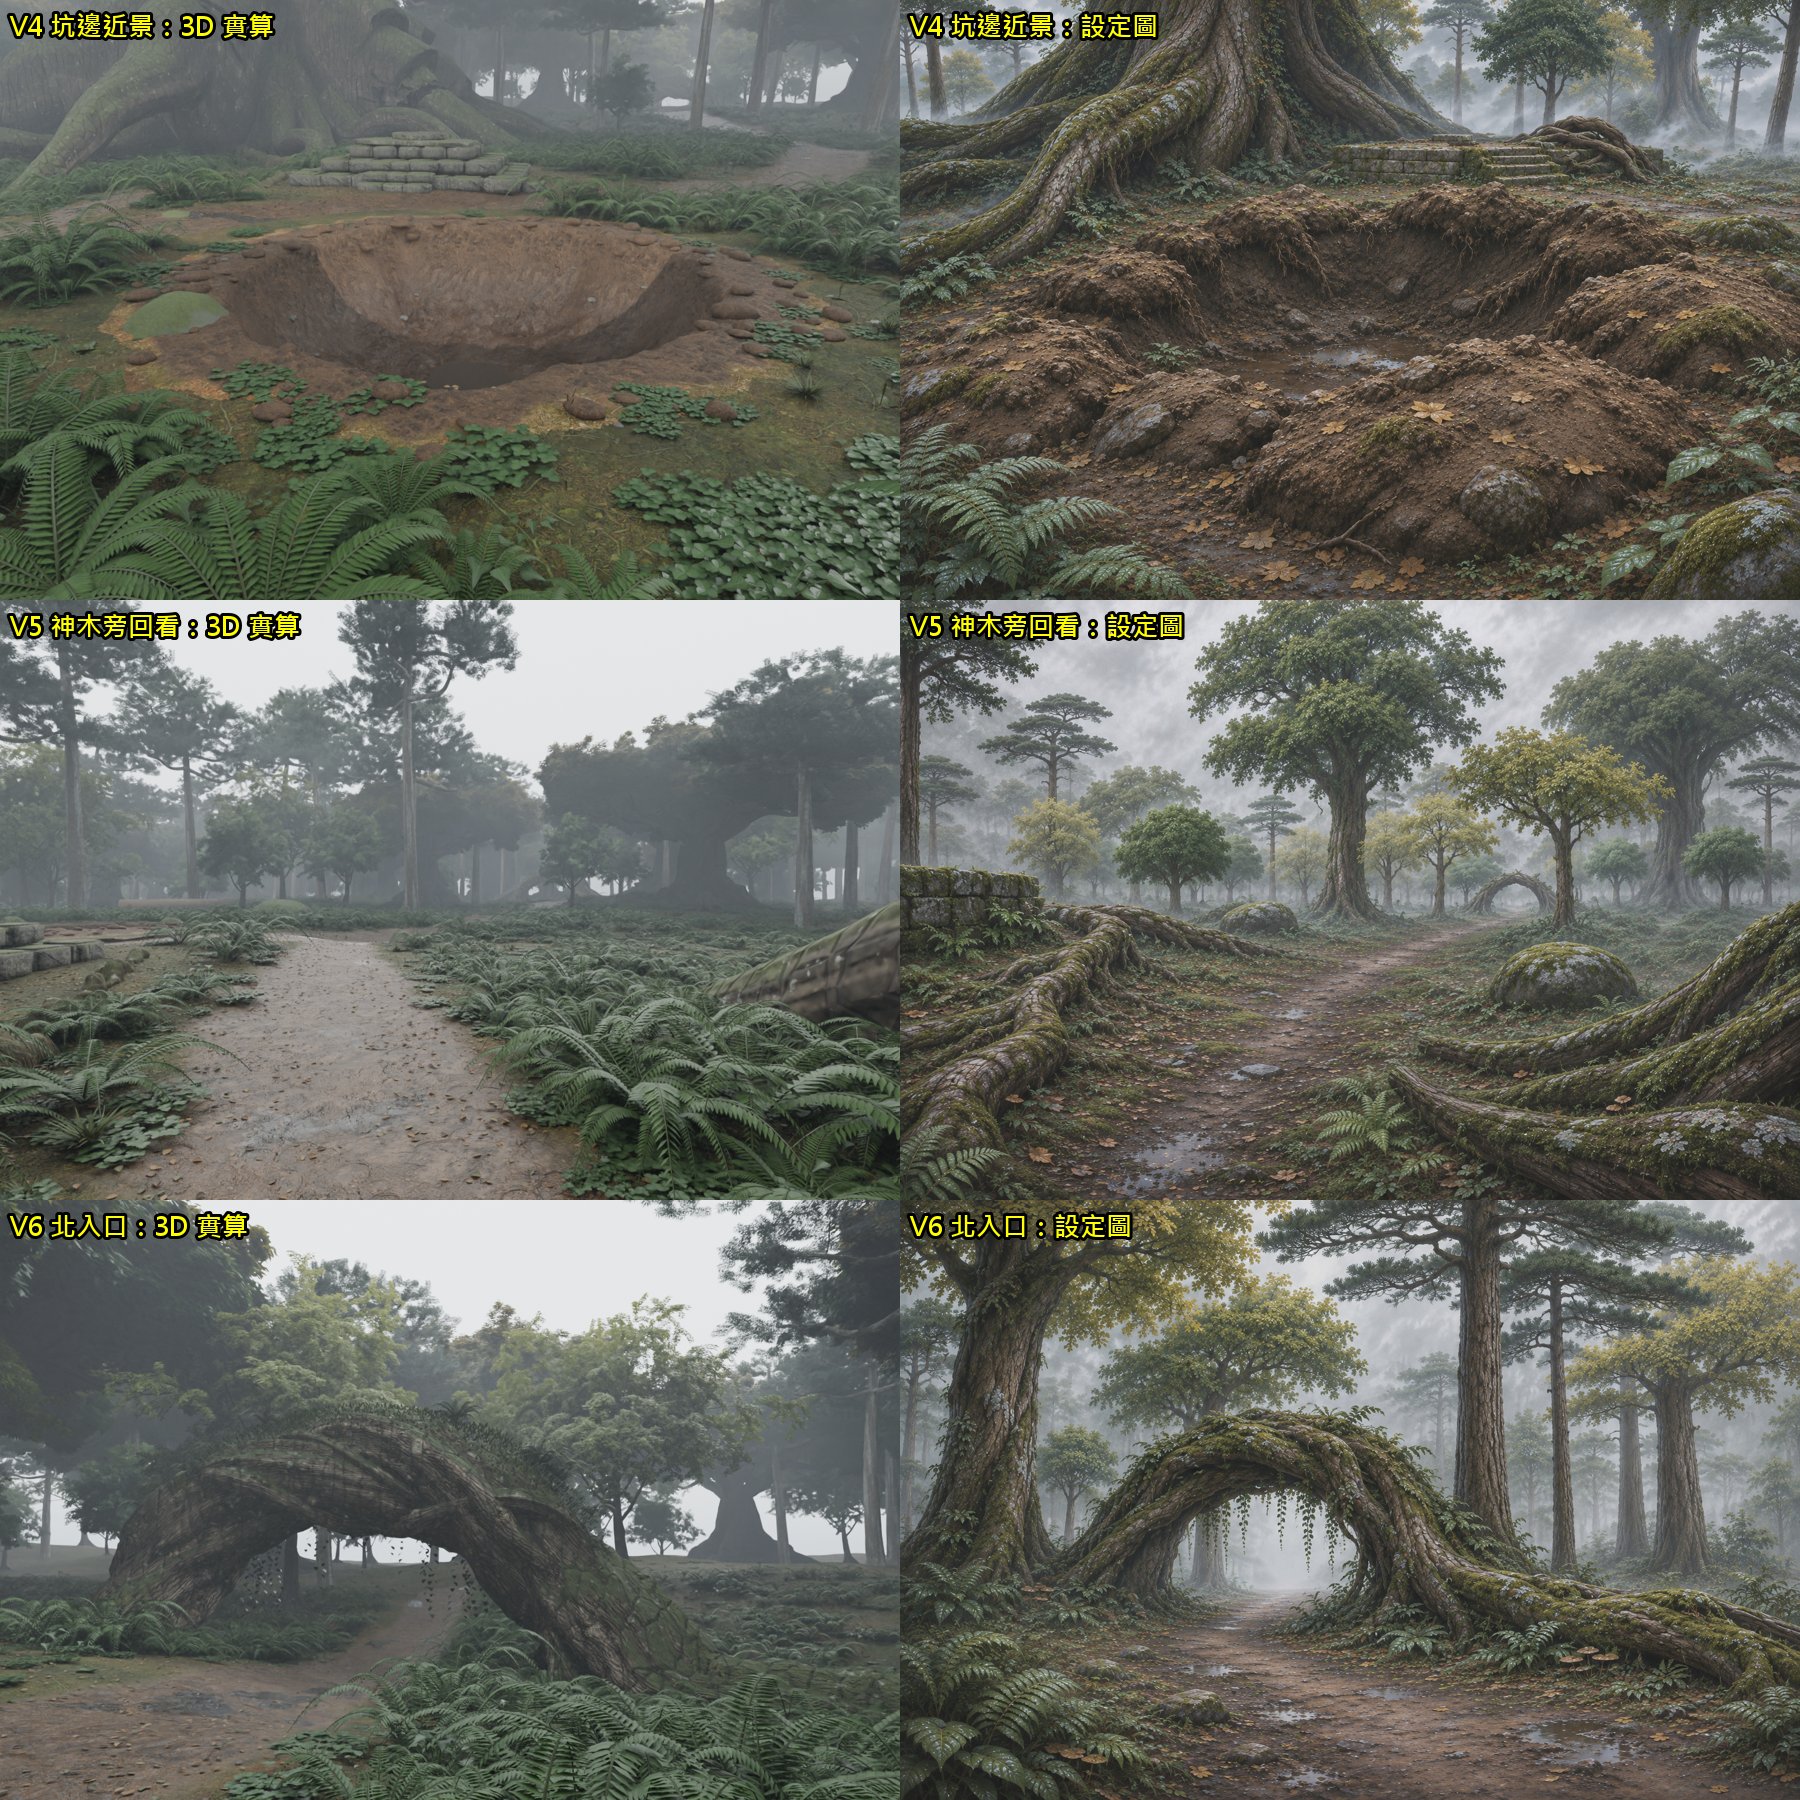 V4 坑邊近景：3D 實算
V4 坑邊近景：設定圖
V5 神木旁回看：3D 實算
V5 神木旁回看：設定圖
V6 北入口：3D 實算
V6 北入口：設定圖